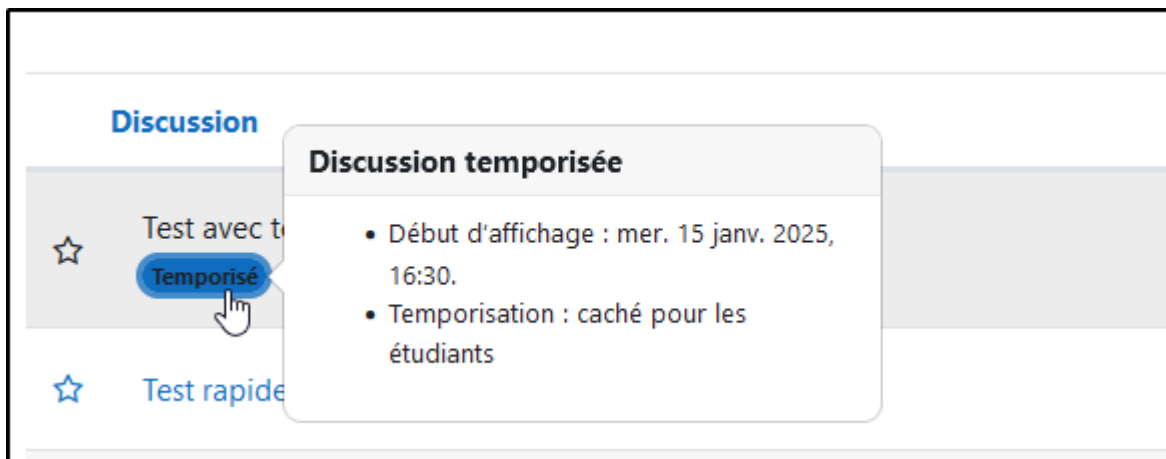 Discussion
Discussion temporisée
Test avec
Temporisé
• Début d'affichage : mer. 15 janv. 2025,
16:30.
• Temporisation : caché pour les
étudiants
Test rapide